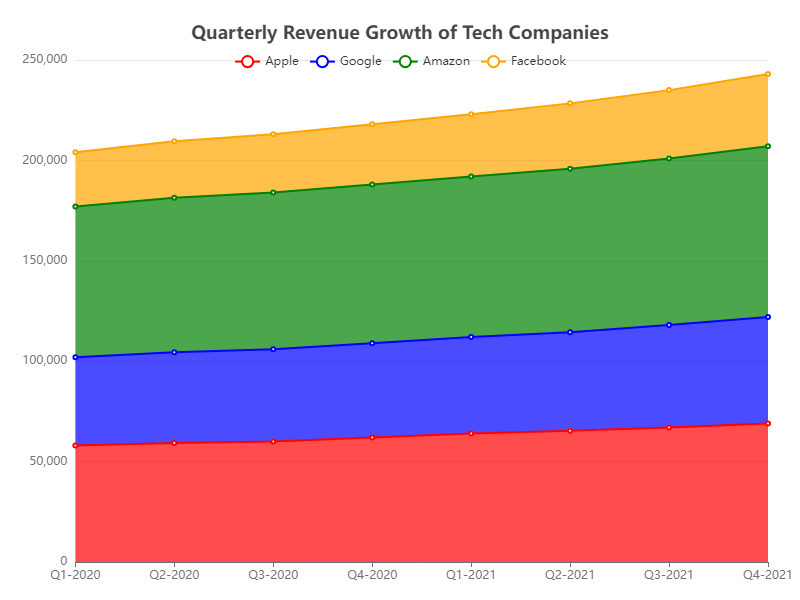 Quarterly Revenue Growth of Tech Companies
Apple Google Amazon Facebook
250,000
200,000
150,000
100,000
50,000
0
Q1-2020 Q2-2020 Q3-2020 Q4-2020 Q1-2021 Q2-2021 Q3-2021 Q4-2021